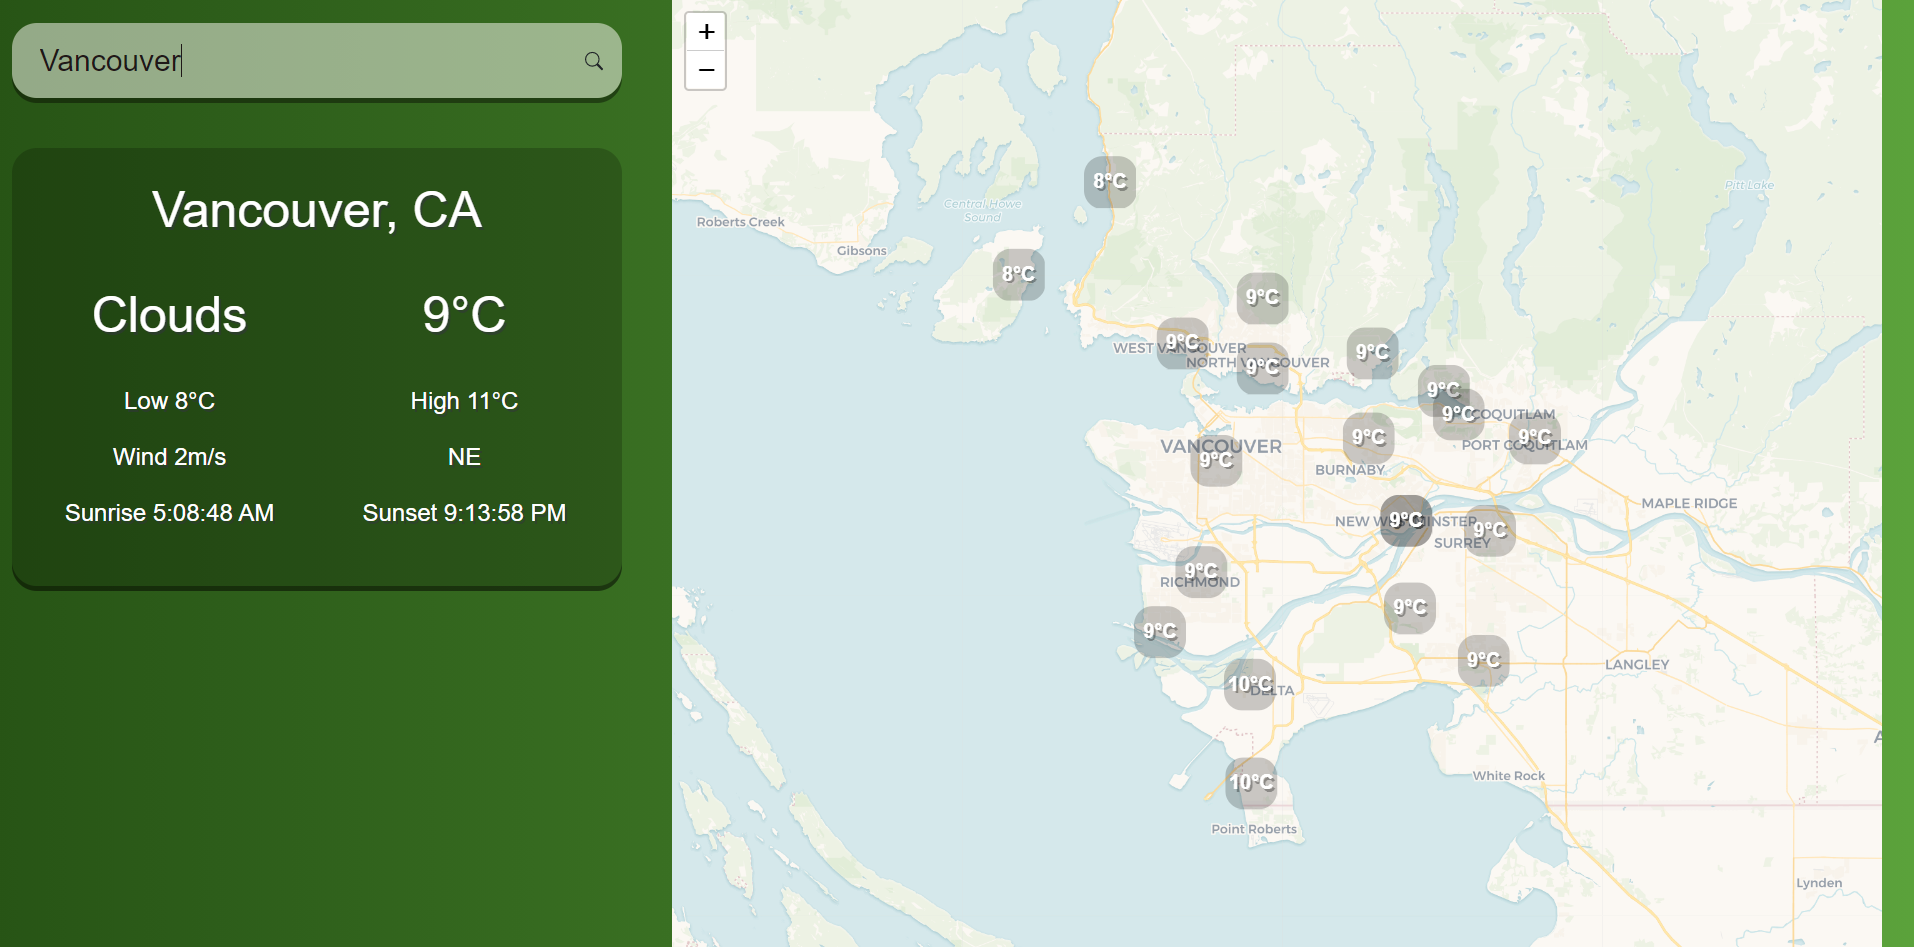 Vancouver
Vancouver, CA
Clouds
9°C
Low 8°C
High 11°C
Wind 2m/s
NE
Sunrise 5:08:48 AM
Sunset 9:13:58 PM
+
−
8°C
Pitt Lake
Central Howe
Sound
Roberts Creek
Gibsons
8°C
9°C
9°C
WEST VANCOUVER
9°C
NORTH VANCOUVER
9°C
9°C
9°C
COQUITLAM
9°C
PORT COQUITLAM
9°C
VANCOUVER
9°C
BURNABY
MAPLE RIDGE
9°C
NEW WESTMINSTER
9°C
SURREY
9°C
RICHMOND
9°C
9°C
9°C
LANGLEY
10°C
DELTA
A
White Rock
10°C
Point Roberts
Lynden